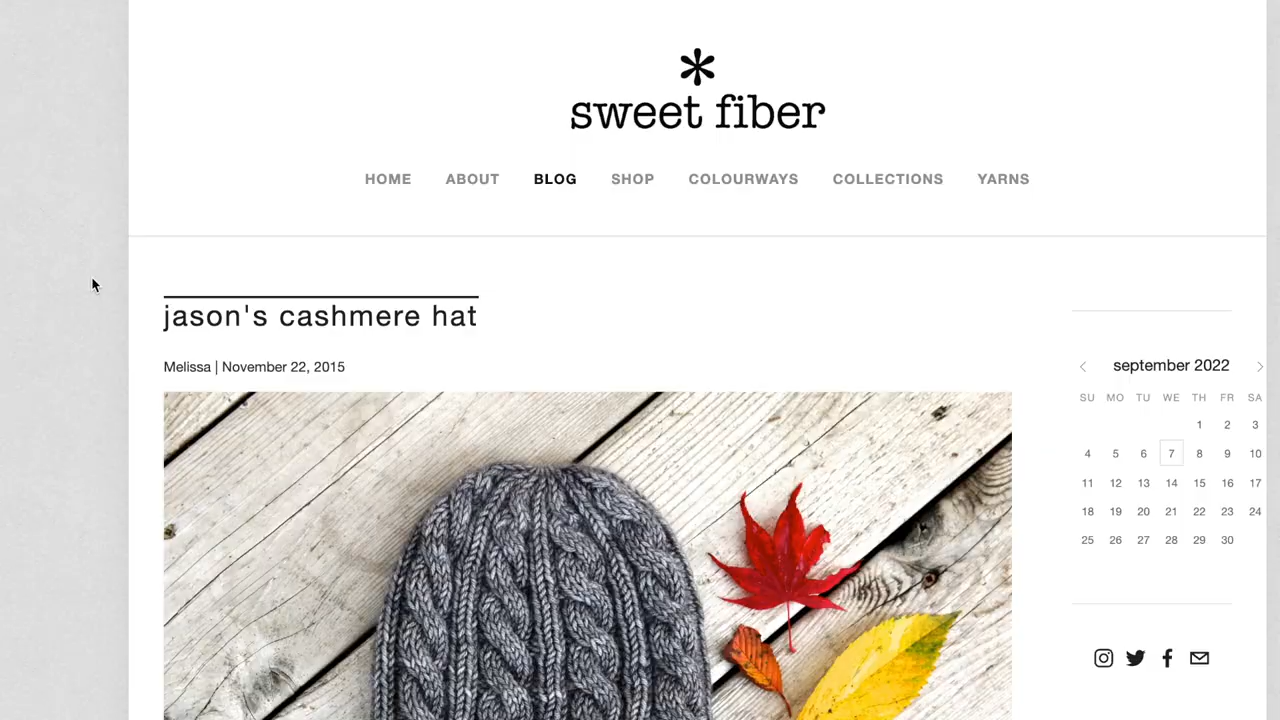 sweet fiber
HOME ABOUT BLOG SHOP COLOURWAYS COLLECTIONS YARNS
jason's cashmere hat
Melissa | November 22, 2015
september 2022
SU MO TU WE TH FR SA
1 2 3
4 5 6 7 8 9 10
11 12 13 14 15 16 17
18 19 20 21 22 23 24
25 26 27 28 29 30